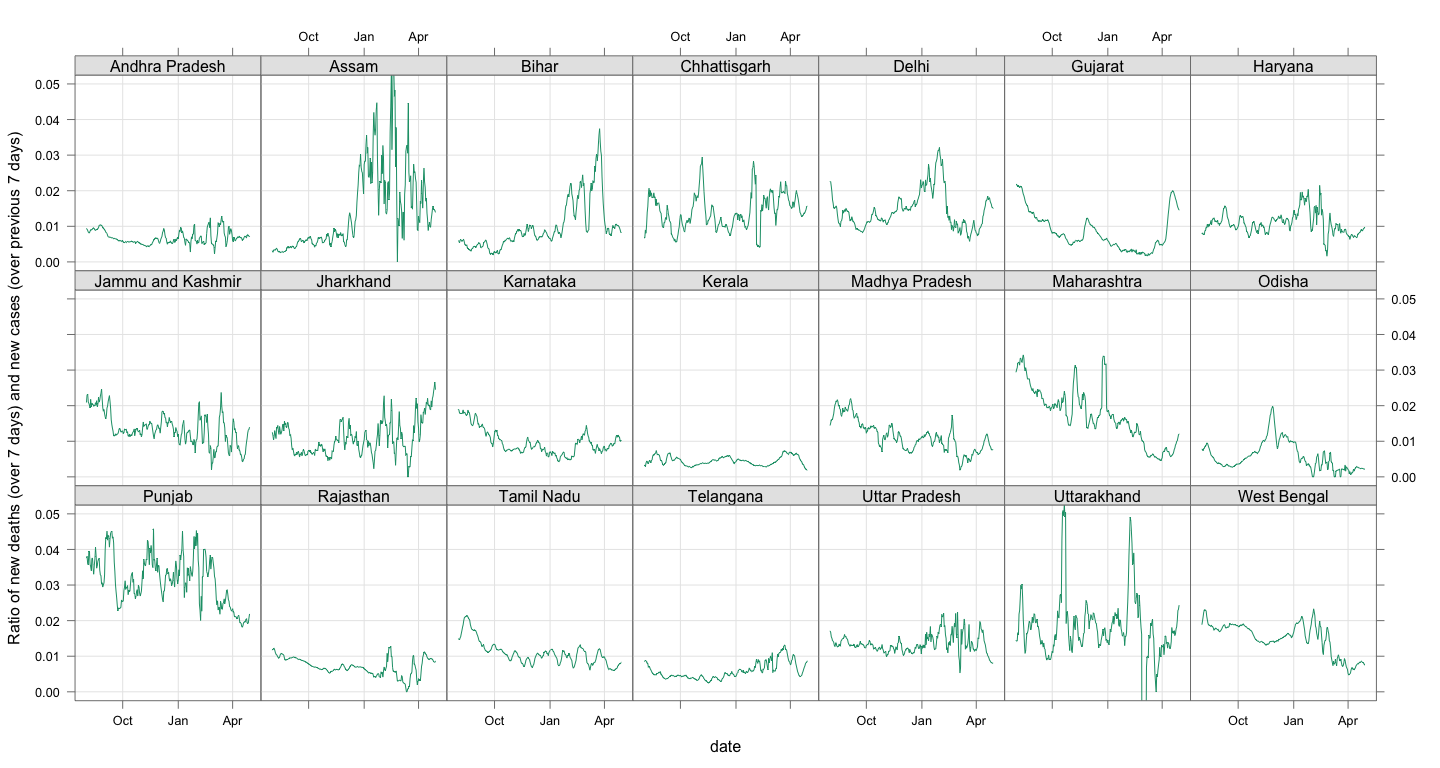 Oct Jan Apr Oct Jan Apr Oct Jan Apr
Andhra Pradesh Assam Bihar Chhattisgarh Delhi Gujarat Haryana
0.05
0.04
0.03
0.02
0.01
0.00
Jammu and Kashmir Jharkhand Karnataka Kerala Madhya Pradesh Maharashtra Odisha
0.05
0.04
0.03
0.02
0.01
0.00
Punjab Rajasthan Tamil Nadu Telangana Uttar Pradesh Uttarakhand West Bengal
0.05
0.04
0.03
0.02
0.01
0.00
Oct Jan Apr Oct Jan Apr Oct Jan Apr Oct Jan Apr
date
Ratio of new deaths (over 7 days) and new cases (over previous 7 days)